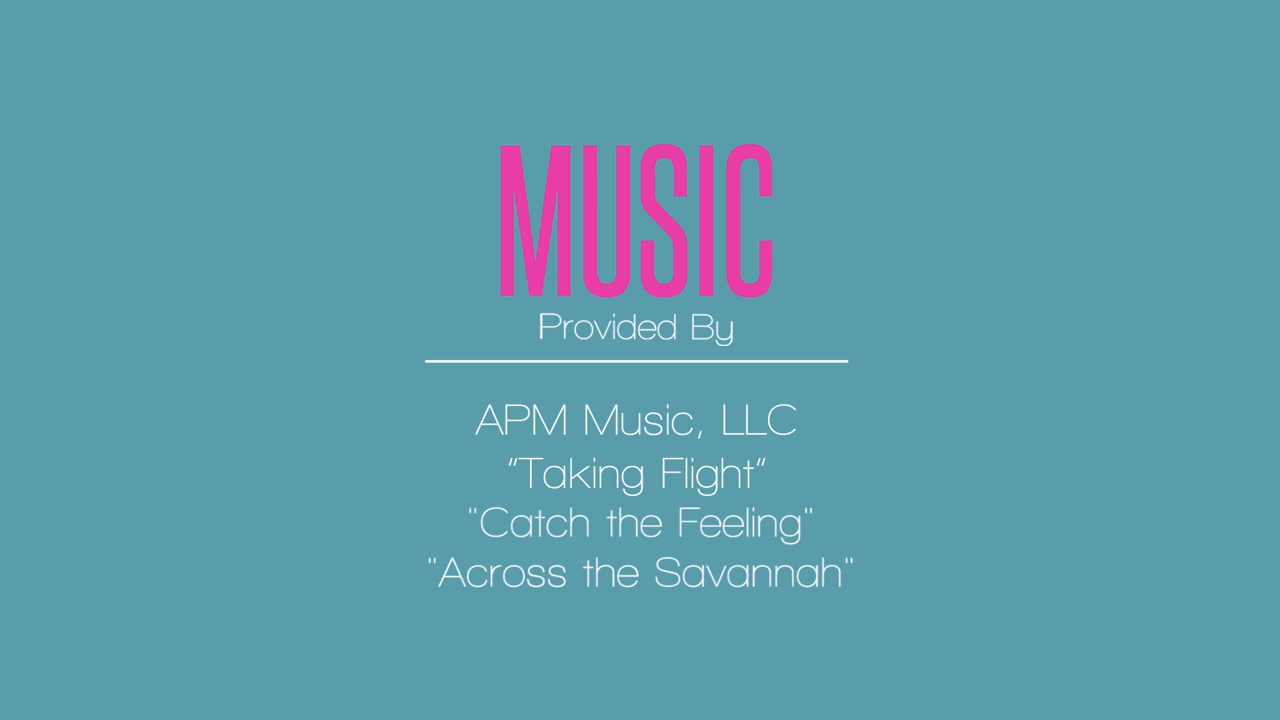 MUSIC
Provided By
APM Music, LLC
"Taking Flight"
"Catch the Feeling"
"Across the Savannah"